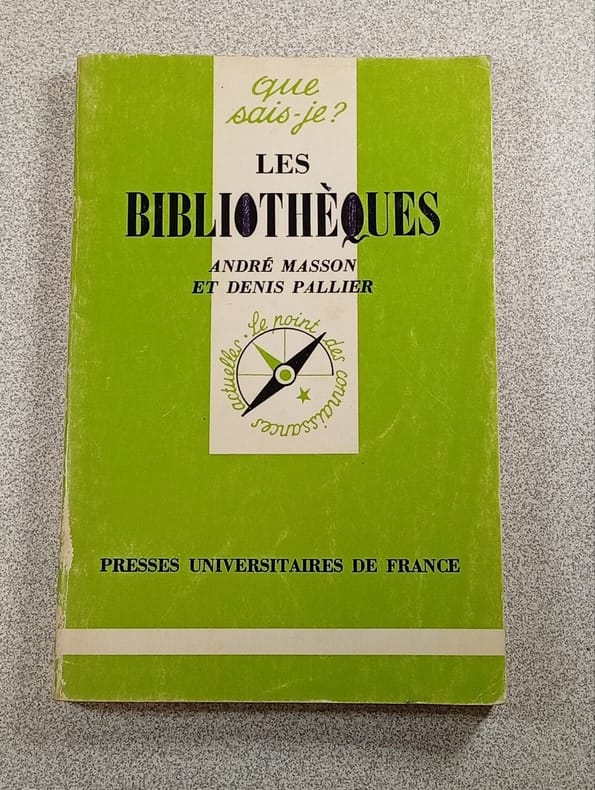 que
sais-je?
LES
BIBLIOTHÈQUES
ANDRÉ MASSON
ET DENIS PALLIER
Le point des connaissances actuelles.
PRESSES UNIVERSITAIRES DE FRANCE